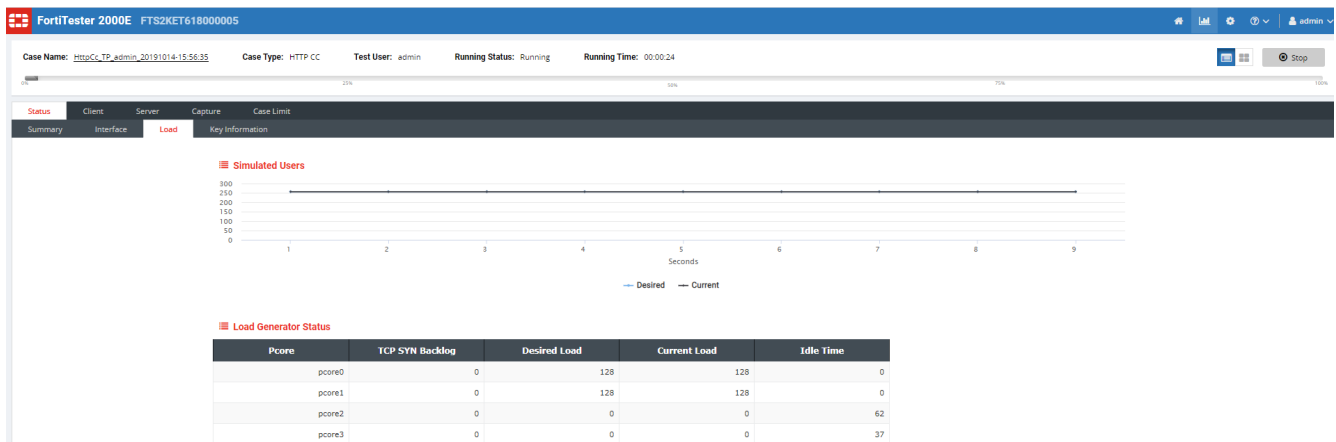 FortiTester 2000E FTS2KET618000005 admin
Case Name: HttpCc_TP_admin_20191014-15:56:35 Case Type: HTTP CC Test User: admin Running Status: Running Running Time: 00:00:24 Stop
0% 25% 50% 75% 100%
Status Client Server Capture Case Limit
Summary Interface Load Key Information
Simulated Users
300
250
200
150
100
50
0
1 2 3 4 5 6 7 8 9
Seconds
Desired Current
Load Generator Status
Pcore TCP SYN Backlog Desired Load Current Load Idle Time
pcore0 0 128 128 0
pcore1 0 128 128 0
pcore2 0 0 0 62
pcore3 0 0 0 37